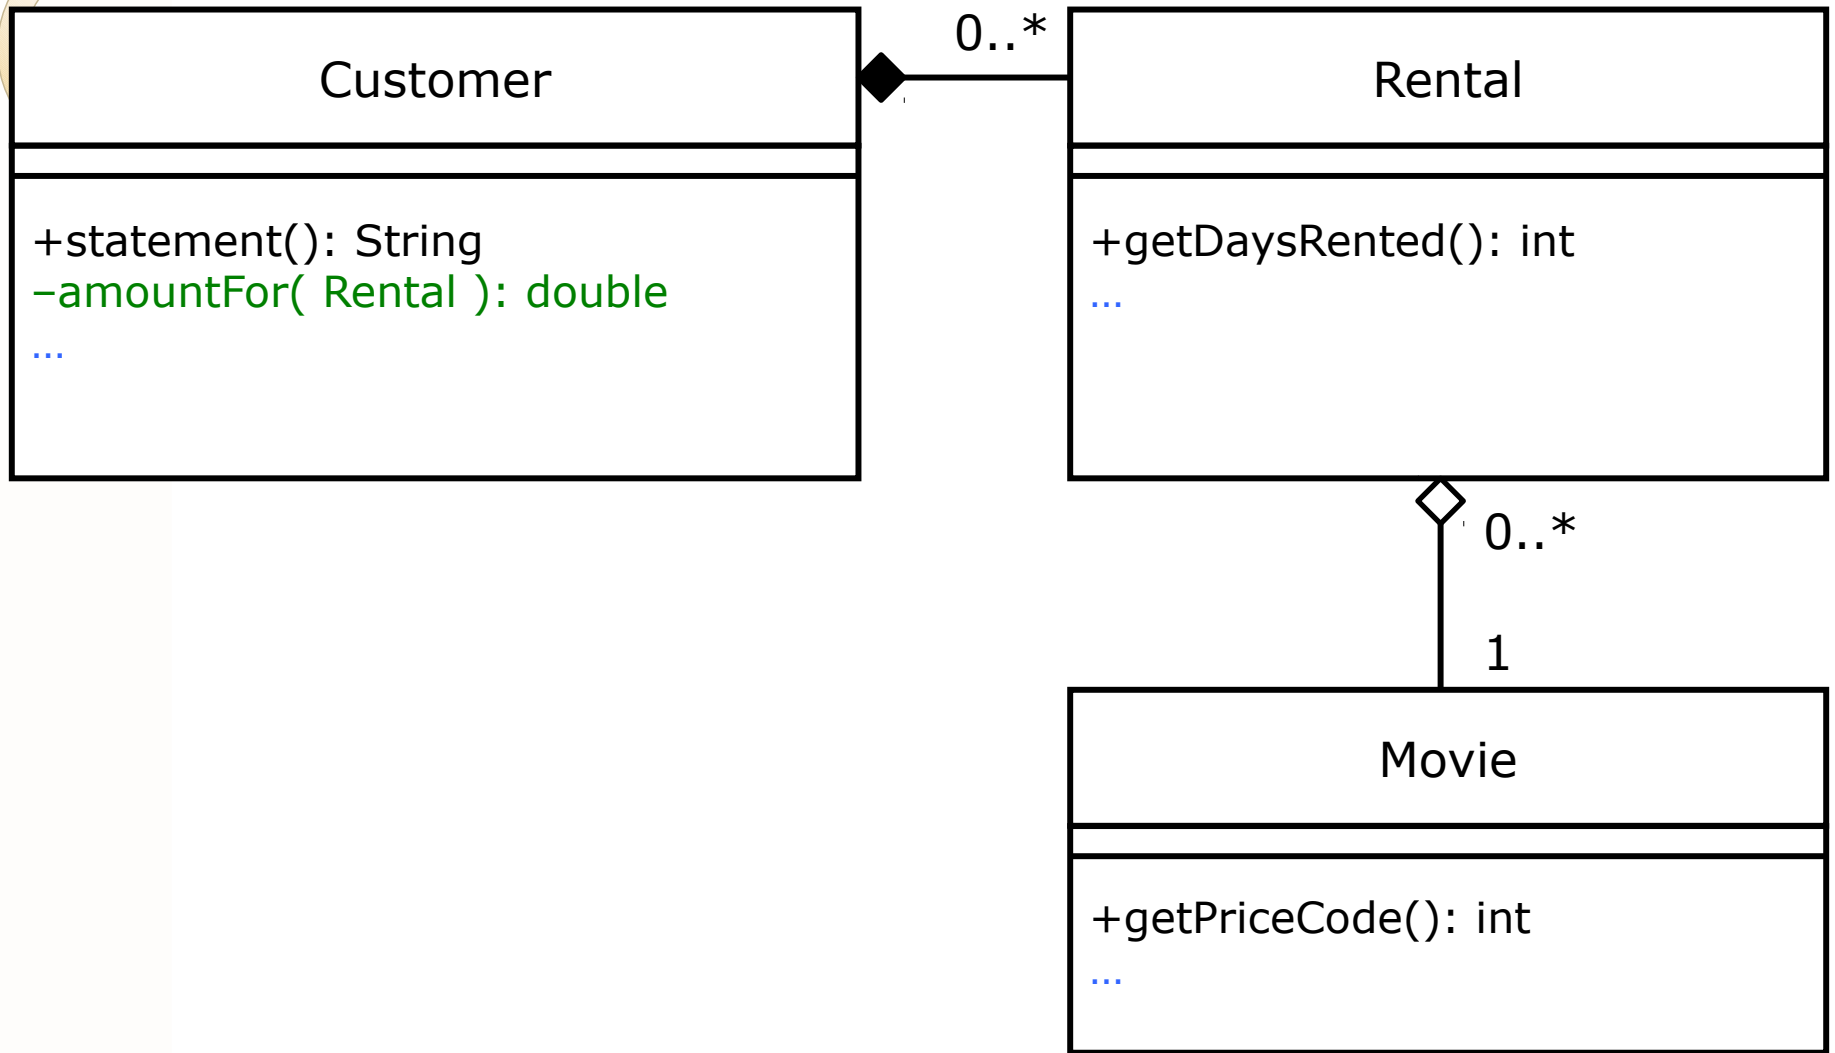 Customer
+statement(): String
–amountFor( Rental ): double
...
0..*
Rental
+getDaysRented(): int
...
0..*
1
Movie
+getPriceCode(): int
...